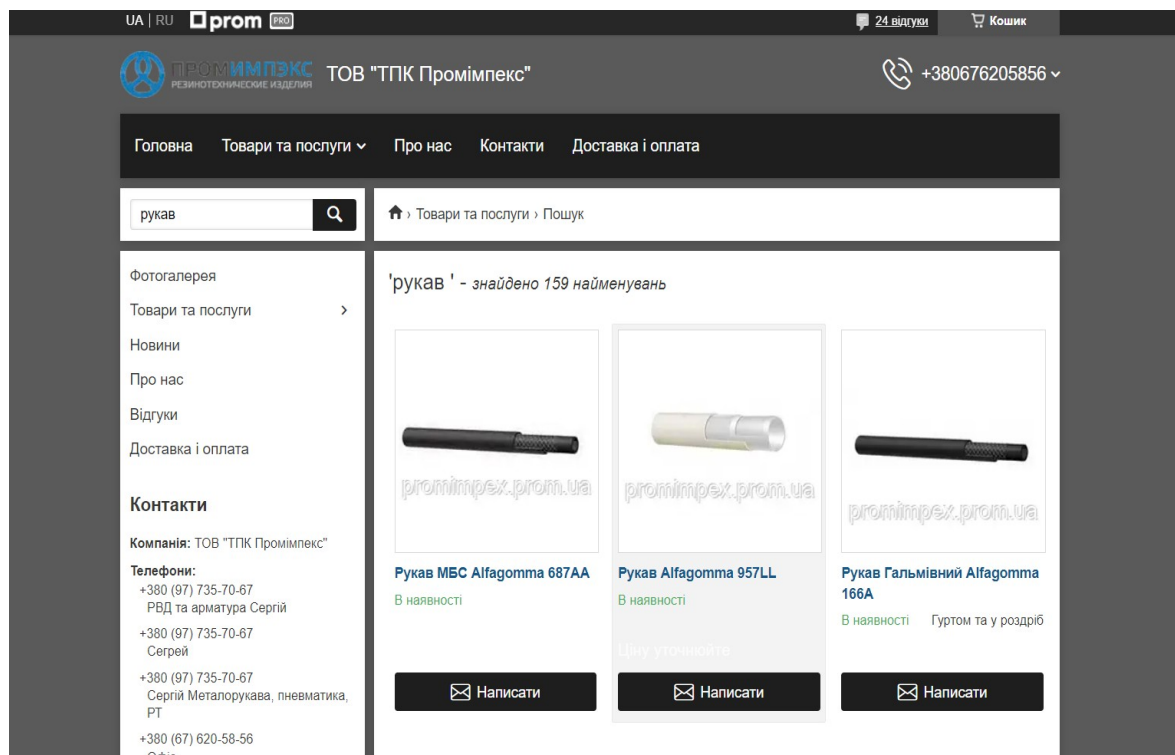 UA | RU prom PRO
24 відгуки
Кошик
ПРОМИМПЭКС
РЕЗИНОТЕХНИЧЕСКИЕ ИЗДЕЛИЯ
ТОВ "ТПК Промімпекс"
+380676205856
Головна Товари та послуги Про нас Контакти Доставка і оплата
рукав
› Товари та послуги › Пошук
Фотогалерея
Товари та послуги
Новини
Про нас
Відгуки
Доставка і оплата
Контакти
Компанія: ТОВ "ТПК Промімпекс"
Телефони:
+380 (97) 735-70-67
РВД та арматура Сергій
+380 (97) 735-70-67
Сегрей
+380 (97) 735-70-67
Сергій Металорукава, пневматика,
РТ
+380 (67) 620-58-56
'рукав ' - знайдено 159 найменувань
promimpex.prom.ua
Рукав МБС Alfagomma 687AA
В наявності
Написати
promimpex.prom.ua
Рукав Alfagomma 957LL
В наявності
Ціну уточнюйте
Написати
promimpex.prom.ua
Рукав Гальмівний Alfagomma
166A
В наявності Гуртом та у роздріб
Написати